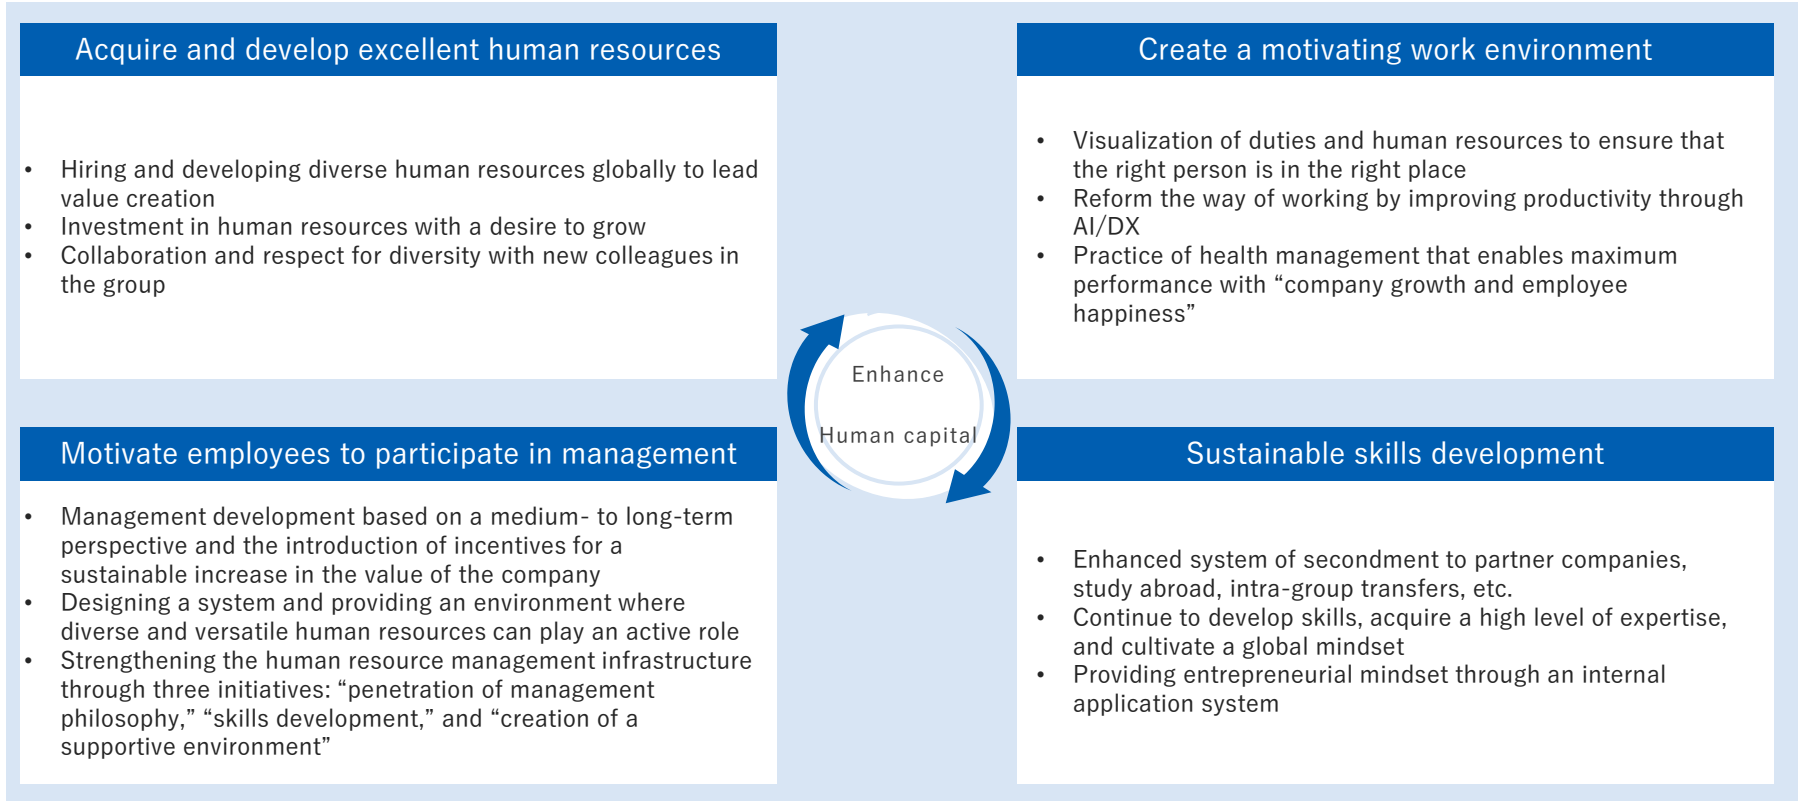 Acquire and develop excellent human resources
• Hiring and developing diverse human resources globally to lead
value creation
• Investment in human resources with a desire to grow
• Collaboration and respect for diversity with new colleagues in
the group
Create a motivating work environment
• Visualization of duties and human resources to ensure that
the right person is in the right place
• Reform the way of working by improving productivity through
AI/DX
• Practice of health management that enables maximum
performance with “company growth and employee
happiness”
Enhance
Human capital
Motivate employees to participate in management
• Management development based on a medium- to long-term
perspective and the introduction of incentives for a
sustainable increase in the value of the company
• Designing a system and providing an environment where
diverse and versatile human resources can play an active role
• Strengthening the human resource management infrastructure
through three initiatives: “penetration of management
philosophy,” “skills development,” and “creation of a
supportive environment”
Sustainable skills development
• Enhanced system of secondment to partner companies,
study abroad, intra-group transfers, etc.
• Continue to develop skills, acquire a high level of expertise,
and cultivate a global mindset
• Providing entrepreneurial mindset through an internal
application system